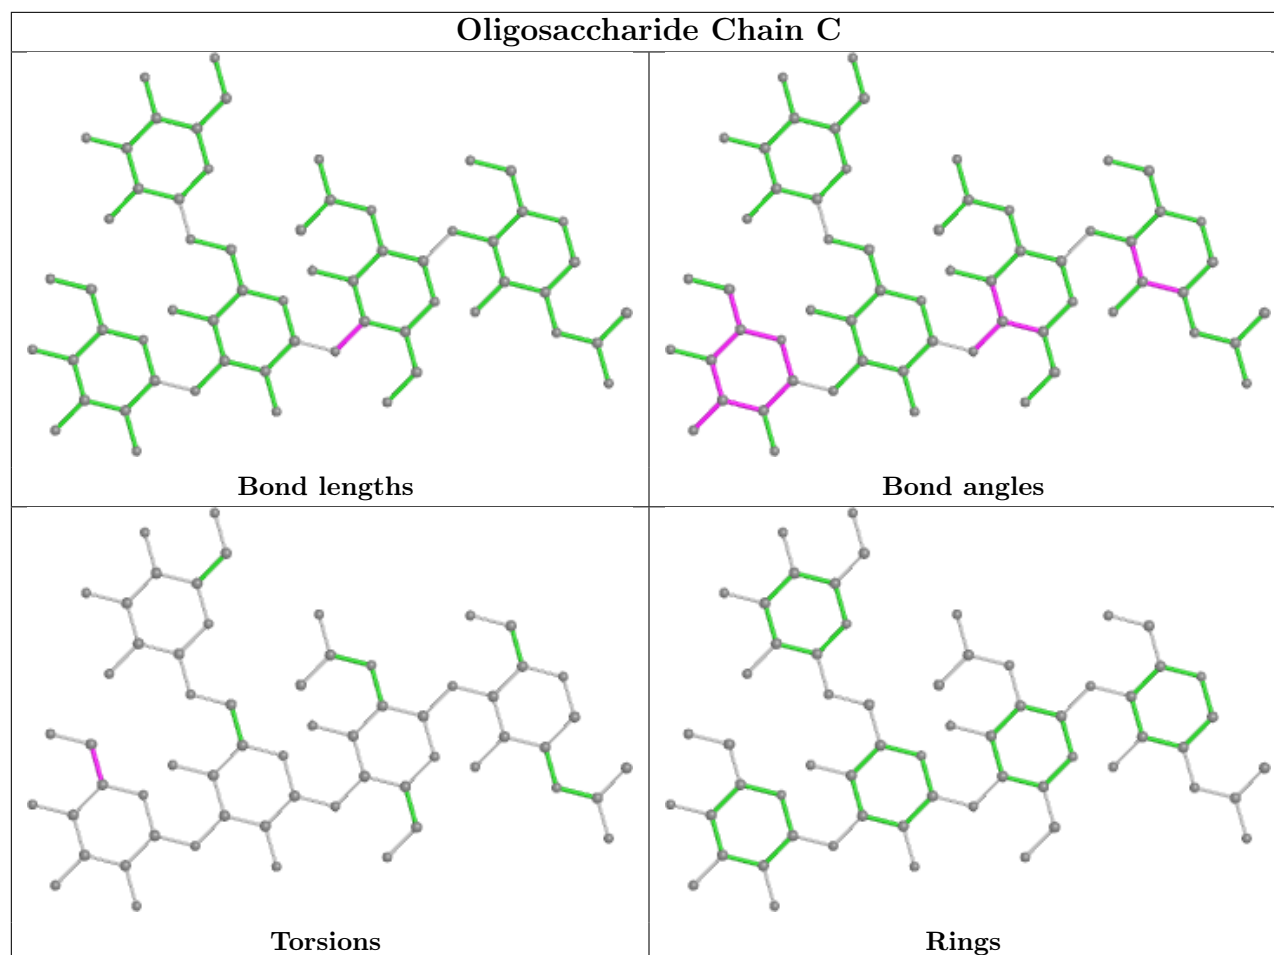 Oligosaccharide Chain C
Bond lengths
Bond angles
Torsions
Rings